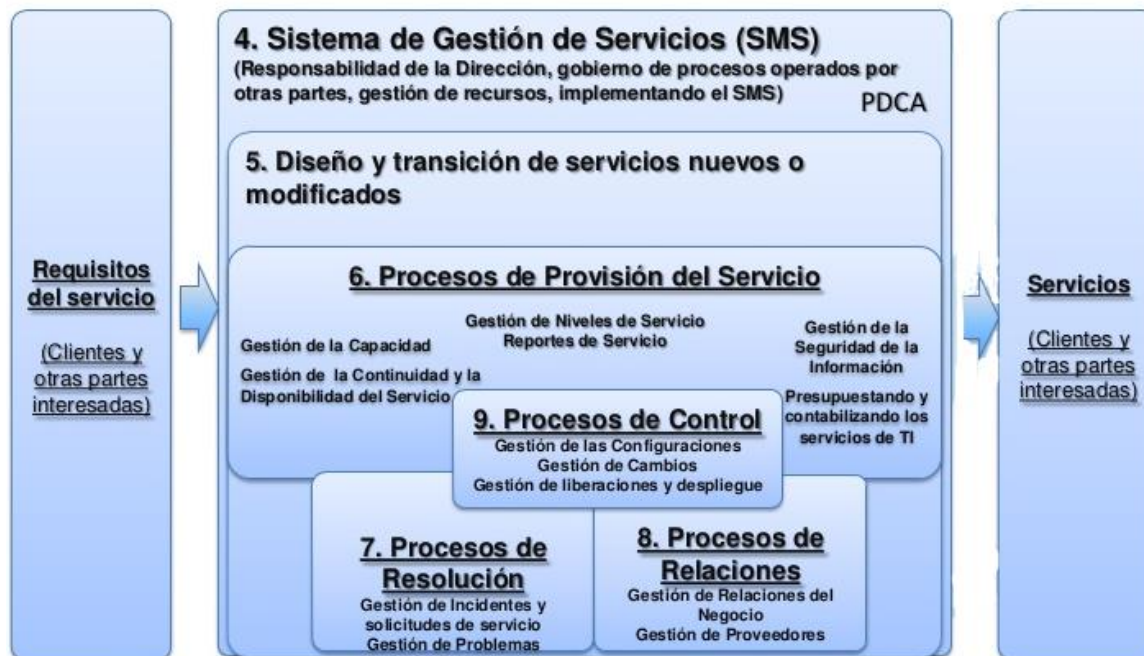 Requisitos
del servicio
(Clientes y
otras partes
interesadas)
4. Sistema de Gestión de Servicios (SMS)
(Responsabilidad de la Dirección, gobierno de procesos operados por
otras partes, gestión de recursos, implementando el SMS)
PDCA
5. Diseño y transición de servicios nuevos o
modificados
6. Procesos de Provisión del Servicio
Gestión de la Capacidad
Gestión de la Continuidad y la
Disponibilidad del Servicio
Gestión de Niveles de Servicio
Reportes de Servicio
Gestión de la
Seguridad de la
Información
Presupuestando y
contabilizando los
servicios de TI
9. Procesos de Control
Gestión de las Configuraciones
Gestión de Cambios
Gestión de liberaciones y despliegue
7. Procesos de
Resolución
Gestión de Incidentes y
solicitudes de servicio
Gestión de Problemas
8. Procesos de
Relaciones
Gestión de Relaciones del
Negocio
Gestión de Proveedores
Servicios
(Clientes y
otras partes
interesadas)